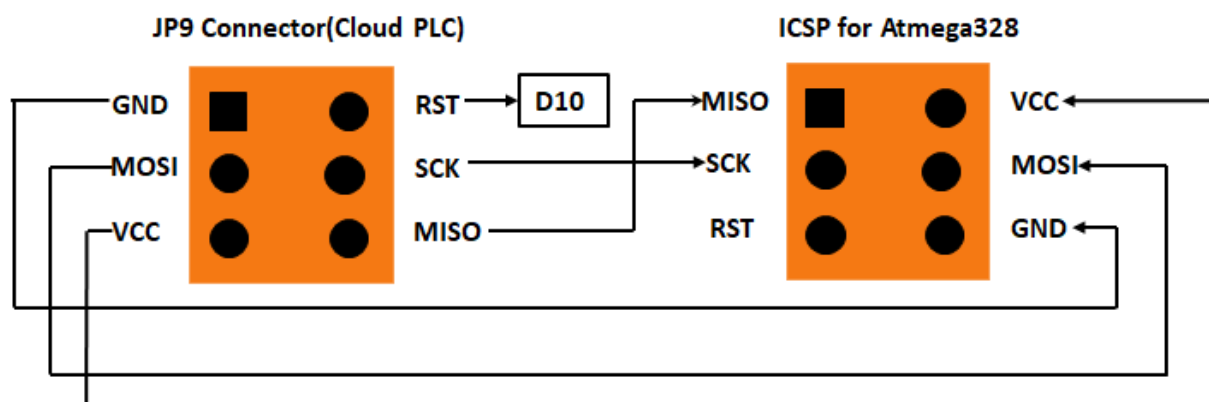 JP9 Connector(Cloud PLC)
ICSP for Atmega328
GND
RST
D10
MISO
VCC
MOSI
SCK
SCK
MOSI
VCC
MISO
RST
GND